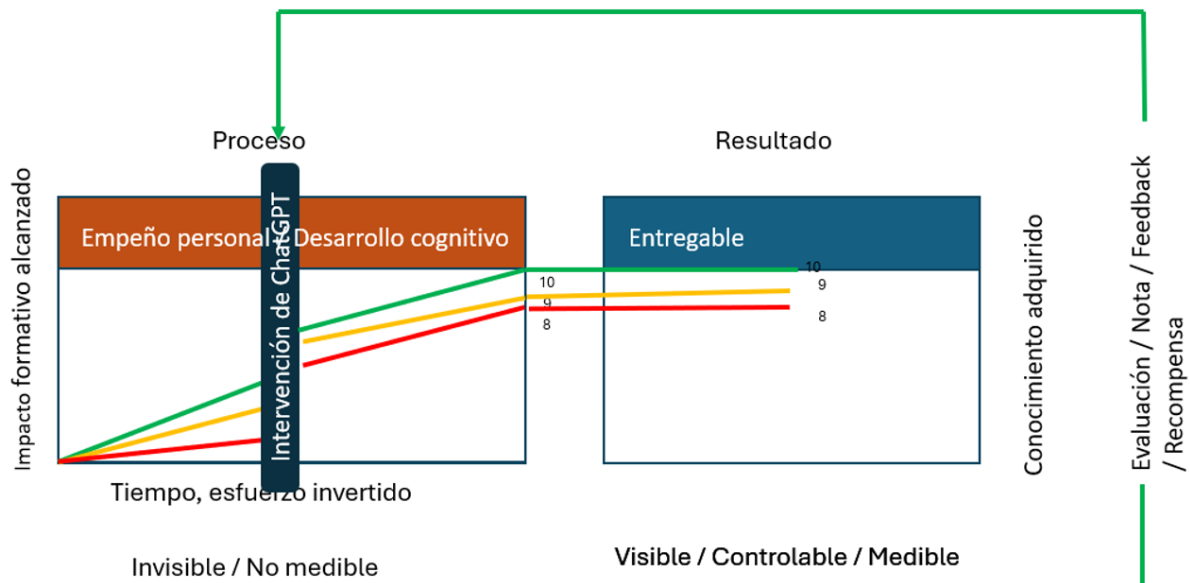 Proceso
Resultado
Impacto formativo alcanzado
Empeño personal / Desarrollo cognitivo
Intervención de ChatGPT
Entregable
10
9
8
10
9
8
Conocimiento adquirido
Evaluación / Nota / Feedback
/ Recompensa
Tiempo, esfuerzo invertido
Invisible / No medible
Visible / Controlable / Medible